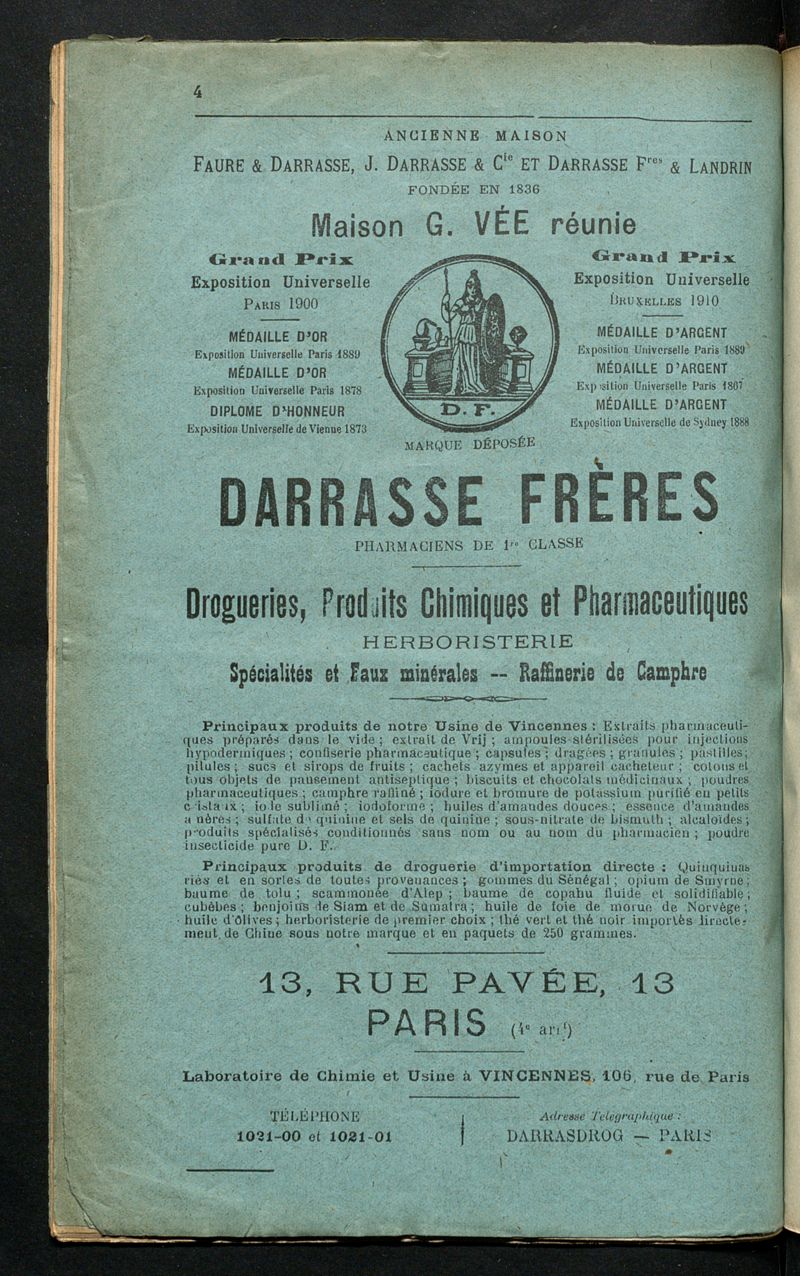 4
ANCIENNE MAISON
FAURE & DARRASSE, J. DARRASSE & Cie ET DARRASSE Fres & LANDRIN
FONDÉE EN 1836
Maison G. VÉE réunie
Grand Prix
Exposition Universelle
PARIS 1900
MÉDAILLE D'OR
Exposition Universelle Paris 1889
MÉDAILLE D'OR
Exposition Universelle Paris 1878
DIPLOME D'HONNEUR
Exposition Universelle de Vienne 1873
D. F.
MARQUE DÉPOSÉE
Grand Prix
Exposition Universelle
BRUXELLES 1910
MÉDAILLE D'ARGENT
Exposition Universelle Paris 1889
MÉDAILLE D'ARGENT
Exposition Universelle Paris 1867
MÉDAILLE D'ARGENT
Exposition Universelle de Sydney 1888
DARRASSE FRÈRES
PHARMACIENS DE 1re CLASSE
Drogueries, Produits Chimiques et Pharmaceutiques
HERBORISTERIE
Spécialités et Eaux minérales -- Raffinerie de Camphre
Principaux produits de notre Usine de Vincennes : Extraits pharmaceuti-
ques préparés dans le vide ; extrait de Vrij ; ampoules stérilisées pour injections
hypodermiques ; confiserie pharmaceutique ; capsules ; dragées ; granules ; pastilles ;
pilules ; sucs et sirops de fruits ; cachets azymes et appareil cacheteur ; cotons et
tous objets de pansement antiseptique ; biscuits et chocolats médicinaux ; poudres
pharmaceutiques ; camphre raffiné ; iodure et bromure de potassium purifié en petits
cristaux ; iode sublimé ; iodoforme ; huiles d'amandes douces ; essence d'amandes
amères ; sulfate de quinine et sels de quinine ; sous-nitrate de bismuth ; alcaloïdes ;
produits spécialisés conditionnés sans nom ou au nom du pharmacien ; poudre
insecticide pure D. F.
Principaux produits de droguerie d'importation directe : Quinquinas
riés et en sortes de toutes provenances ; gommes du Sénégal ; opium de Smyrne ;
baume de tolu ; scammonée d'Alep ; baume de copahu fluide et solidifiable ;
cubèbes ; benjoins de Siam et de Sumatra ; huile de foie de morue de Norvège ;
huile d'olives ; herboristerie de premier choix ; thé vert et thé noir importés directe-
ment de Chine sous notre marque et en paquets de 250 grammes.
13, RUE PAVÉE, 13
PARIS (4e arrt)
Laboratoire de Chimie et Usine à VINCENNES, 106, rue de Paris
TÉLÉPHONE
1021-00 et 1021-01
Adresse Télégraphique :
DARRASDROG — PARIS